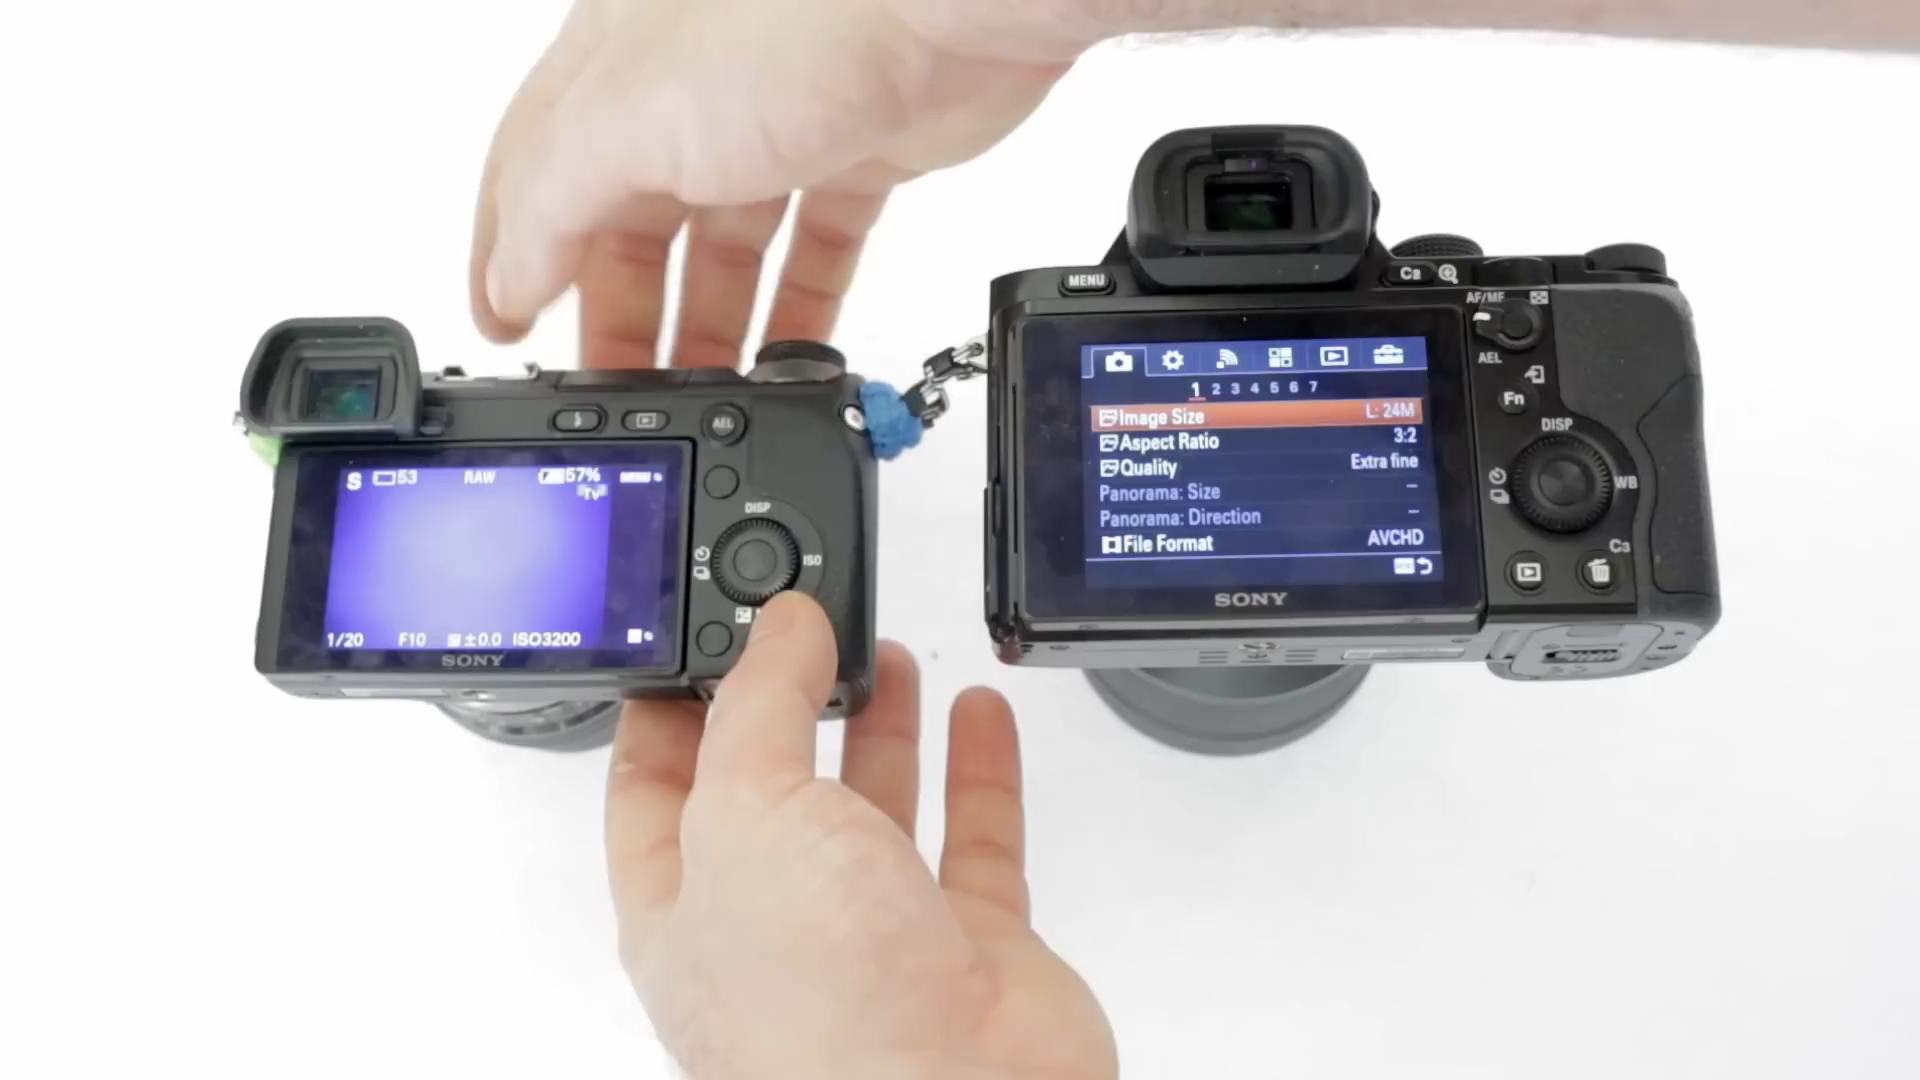 S 53 RAW 57%
Tv
1/20 F10 ±0.0 ISO3200
SONY
AEL
DISP
ISO
MENU
C2
1 2 3 4 5 6 7
Image Size L: 24M
Aspect Ratio 3:2
Quality Extra fine
Panorama: Size –
Panorama: Direction –
File Format AVCHD
SONY
AF/MF
AEL
Fn
DISP
WB
C3